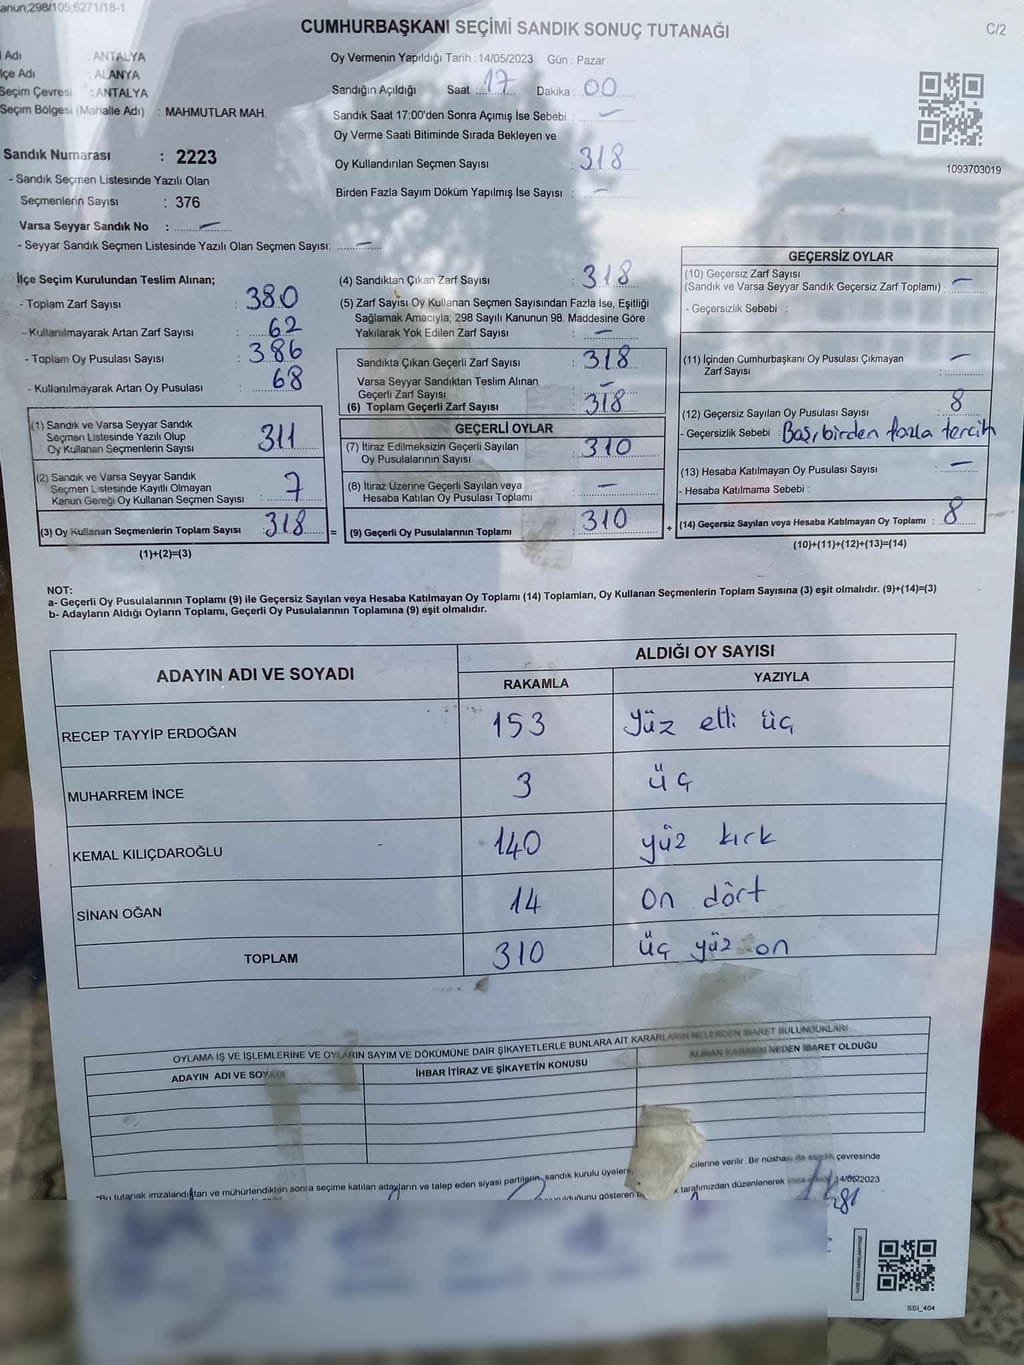 anun;298/105;6271/18-1
CUMHURBAŞKANI SEÇİMİ SANDIK SONUÇ TUTANAĞI
C/2
Adı : ANTALYA
lçe Adı : ALANYA
Seçim Çevresi : ANTALYA
Seçim Bölgesi (Mahalle Adı) : MAHMUTLAR MAH.
Oy Vermenin Yapıldığı Tarih : 14/05/2023 Gün : Pazar
Sandığın Açıldığı Saat : 17 Dakika : 00
Sandık Saat 17:00'den Sonra Açımış İse Sebebi : -
Oy Verme Saati Bitiminde Sırada Bekleyen ve
Oy Kullandırılan Seçmen Sayısı : 318
Birden Fazla Sayım Döküm Yapılmış İse Sayısı : -
1093703019
Sandık Numarası : 2223
- Sandık Seçmen Listesinde Yazılı Olan
Seçmenlerin Sayısı : 376
Varsa Seyyar Sandık No : -
- Seyyar Sandık Seçmen Listesinde Yazılı Olan Seçmen Sayısı: -
İlçe Seçim Kurulundan Teslim Alınan;
- Toplam Zarf Sayısı : 380
- Kullanılmayarak Artan Zarf Sayısı : 62
- Toplam Oy Pusulası Sayısı : 386
- Kullanılmayarak Artan Oy Pusulası : 68
(1) Sandık ve Varsa Seyyar Sandık
Seçmen Listesinde Yazılı Olup
Oy Kullanan Seçmenlerin Sayısı : 311
(2) Sandık ve Varsa Seyyar Sandık
Seçmen Listesinde Kayıtlı Olmayan
Kanun Gereği Oy Kullanan Seçmen Sayısı : 7
(3) Oy Kullanan Seçmenlerin Toplam Sayısı : 318 =
(1)+(2)=(3)
(4) Sandıktan Çıkan Zarf Sayısı : 318
(5) Zarf Sayısı Oy Kullanan Seçmen Sayısından Fazla İse, Eşitliği
Sağlamak Amacıyla, 298 Sayılı Kanunun 98. Maddesine Göre
Yakılarak Yok Edilen Zarf Sayısı : -
Sandıkta Çıkan Geçerli Zarf Sayısı : 318
Varsa Seyyar Sandıktan Teslim Alınan
Geçerli Zarf Sayısı : -
(6) Toplam Geçerli Zarf Sayısı : 318
GEÇERLİ OYLAR
(7) İtiraz Edilmeksizin Geçerli Sayılan
Oy Pusulalarının Sayısı : 310
(8) İtiraz Üzerine Geçerli Sayılan veya
Hesaba Katılan Oy Pusulaları Toplamı : -
(9) Geçerli Oy Pusulalarının Toplamı : 310 +
GEÇERSİZ OYLAR
(10) Geçersiz Zarf Sayısı
(Sandık ve Varsa Seyyar Sandık Geçersiz Zarf Toplamı) : -
- Geçersizlik Sebebi :
(11) İçinden Cumhurbaşkanı Oy Pusulası Çıkmayan
Zarf Sayısı : -
(12) Geçersiz Sayılan Oy Pusulası Sayısı : 8
- Geçersizlik Sebebi : birden fazla tercih
(13) Hesaba Katılmayan Oy Pusulası Sayısı : -
- Hesaba Katılmama Sebebi :
(14) Geçersiz Sayılan veya Hesaba Katılmayan Oy Toplamı : 8
(10)+(11)+(12)+(13)=(14)
NOT:
a- Geçerli Oy Pusulalarının Toplamı (9) ile Geçersiz Sayılan veya Hesaba Katılmayan Oy Toplamı (14) Toplamları, Oy Kullanan Seçmenlerin Toplam Sayısına (3) eşit olmalıdır. (9)+(14)=(3)
b- Adayların Aldığı Oyların Toplamı, Geçerli Oy Pusulalarının Toplamına (9) eşit olmalıdır.
ADAYIN ADI VE SOYADI
ALDIĞI OY SAYISI
RAKAMLA YAZIYLA
RECEP TAYYİP ERDOĞAN 153 Yüz elli üç
MUHARREM İNCE 3 üç
KEMAL KILIÇDAROĞLU 140 yüz kırk
SİNAN OĞAN 14 on dört
TOPLAM 310 üç yüz on
OYLAMA İŞ VE İŞLEMLERİNE VE OYLARIN SAYIM VE DÖKÜMÜNE DAİR ŞİKAYETLERLE BUNLARA AİT KARARLARIN NELERDEN İBARET BULUNDUKLARI
ADAYIN ADI VE SOYADI
İHBAR İTİRAZ VE ŞİKAYETİN KONUSU
ALINAN KARARIN NEDEN İBARET OLDUĞU
"Bu tutanak imzalandıktan ve mühürlendikten sonra seçime katılan adayların ve talep eden siyasi partilerin, sandık kurulu üyelerin cilerine verilir. Bir nüshası da sandık çevresinde
gösteren tarafımızdan düzenlenerek 14/05/2023
SSİ_404